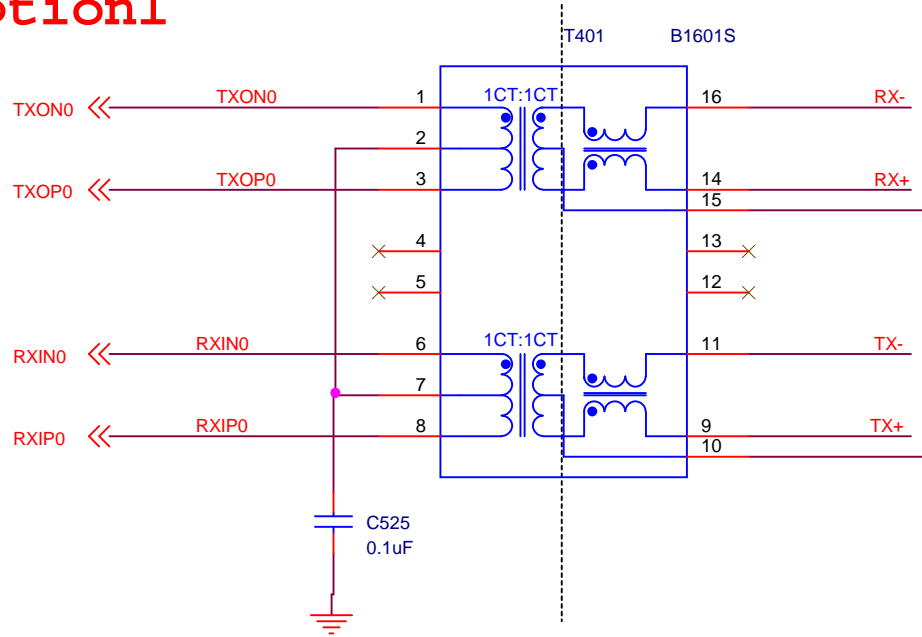 ption1
T401 B1601S
TXON0 TXON0 1 1CT:1CT 16 RX-
2
TXOP0 TXOP0 3 14 RX+
15
4 13
5 12
RXIN0 RXIN0 6 1CT:1CT 11 TX-
7
RXIP0 RXIP0 8 9 TX+
10
C525
0.1uF